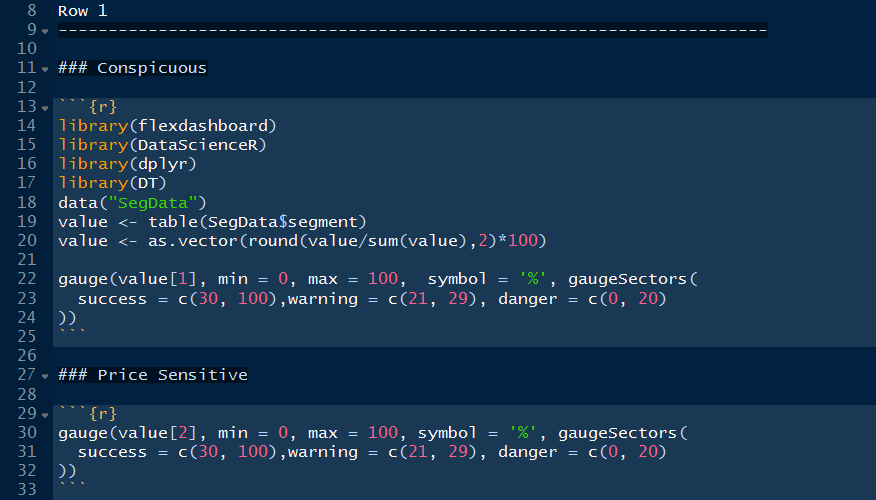 8 Row 1
9 -----------------------------------------------------------------------
10
11 ### Conspicuous
12
13 ```{r}
14 library(flexdashboard)
15 library(DataScienceR)
16 library(dplyr)
17 library(DT)
18 data("SegData")
19 value <- table(SegData$segment)
20 value <- as.vector(round(value/sum(value),2)*100)
21
22 gauge(value[1], min = 0, max = 100,  symbol = '%', gaugeSectors(
23   success = c(30, 100),warning = c(21, 29), danger = c(0, 20)
24 ))
25 ```
26
27 ### Price Sensitive
28
29 ```{r}
30 gauge(value[2], min = 0, max = 100, symbol = '%', gaugeSectors(
31   success = c(30, 100),warning = c(21, 29), danger = c(0, 20)
32 ))
33 ```